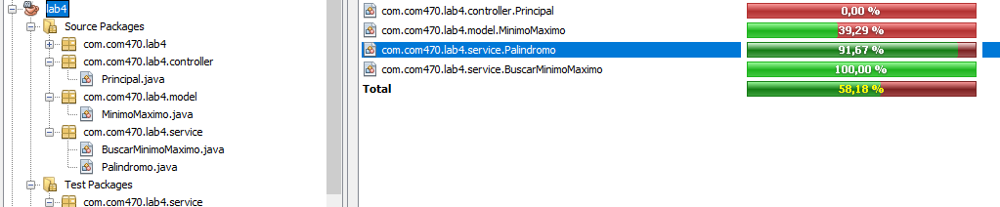 lab4
Source Packages
com.com470.lab4
com.com470.lab4.controller
Principal.java
com.com470.lab4.model
MinimoMaximo.java
com.com470.lab4.service
BuscarMinimoMaximo.java
Palindromo.java
Test Packages
com.com470.lab4.service
com.com470.lab4.controller.Principal 0,00 %
com.com470.lab4.model.MinimoMaximo 39,29 %
com.com470.lab4.service.Palindromo 91,67 %
com.com470.lab4.service.BuscarMinimoMaximo 100,00 %
Total 58,18 %